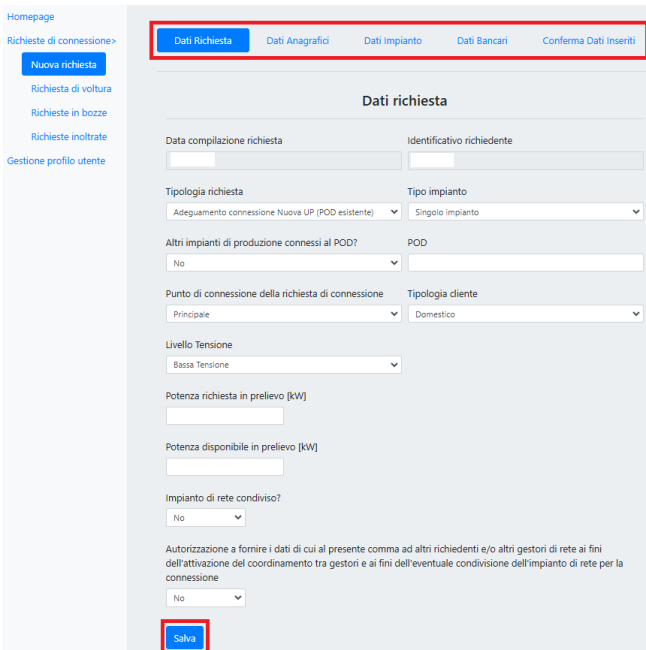 Homepage
Richieste di connessione>
Nuova richiesta
Richiesta di voltura
Richieste in bozze
Richieste inoltrate
Gestione profilo utente
Dati Richiesta
Dati Anagrafici
Dati Impianto
Dati Bancari
Conferma Dati Inseriti
Dati richiesta
Data compilazione richiesta
Identificativo richiedente
Tipologia richiesta
Tipo impianto
Adeguamento connessione Nuova UP (POD esistente)
Singolo impianto
Altri impianti di produzione connessi al POD?
POD
No
Punto di connessione della richiesta di connessione
Tipologia cliente
Principale
Domestico
Livello Tensione
Bassa Tensione
Potenza richiesta in prelievo [kW]
Potenza disponibile in prelievo [kW]
Impianto di rete condiviso?
No
Autorizzazione a fornire i dati di cui al presente comma ad altri richiedenti e/o altri gestori di rete ai fini
dell'attivazione del coordinamento tra gestori e ai fini dell'eventuale condivisione dell'impianto di rete per la
connessione
No
Salva